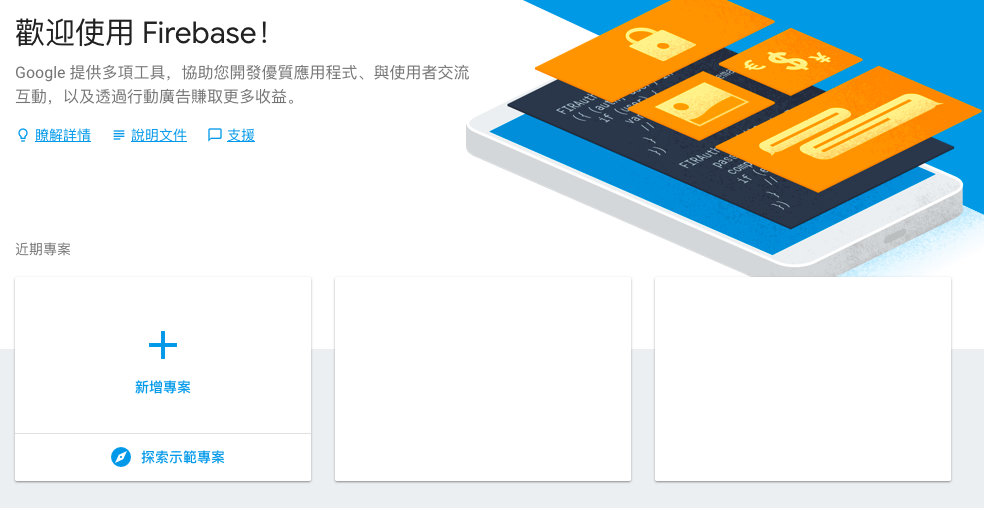 歡迎使用 Firebase!
Google 提供多項工具，協助您開發優質應用程式、與使用者交流
互動，以及透過行動廣告賺取更多收益。
瞭解詳情 說明文件 支援
近期專案
新增專案
探索示範專案